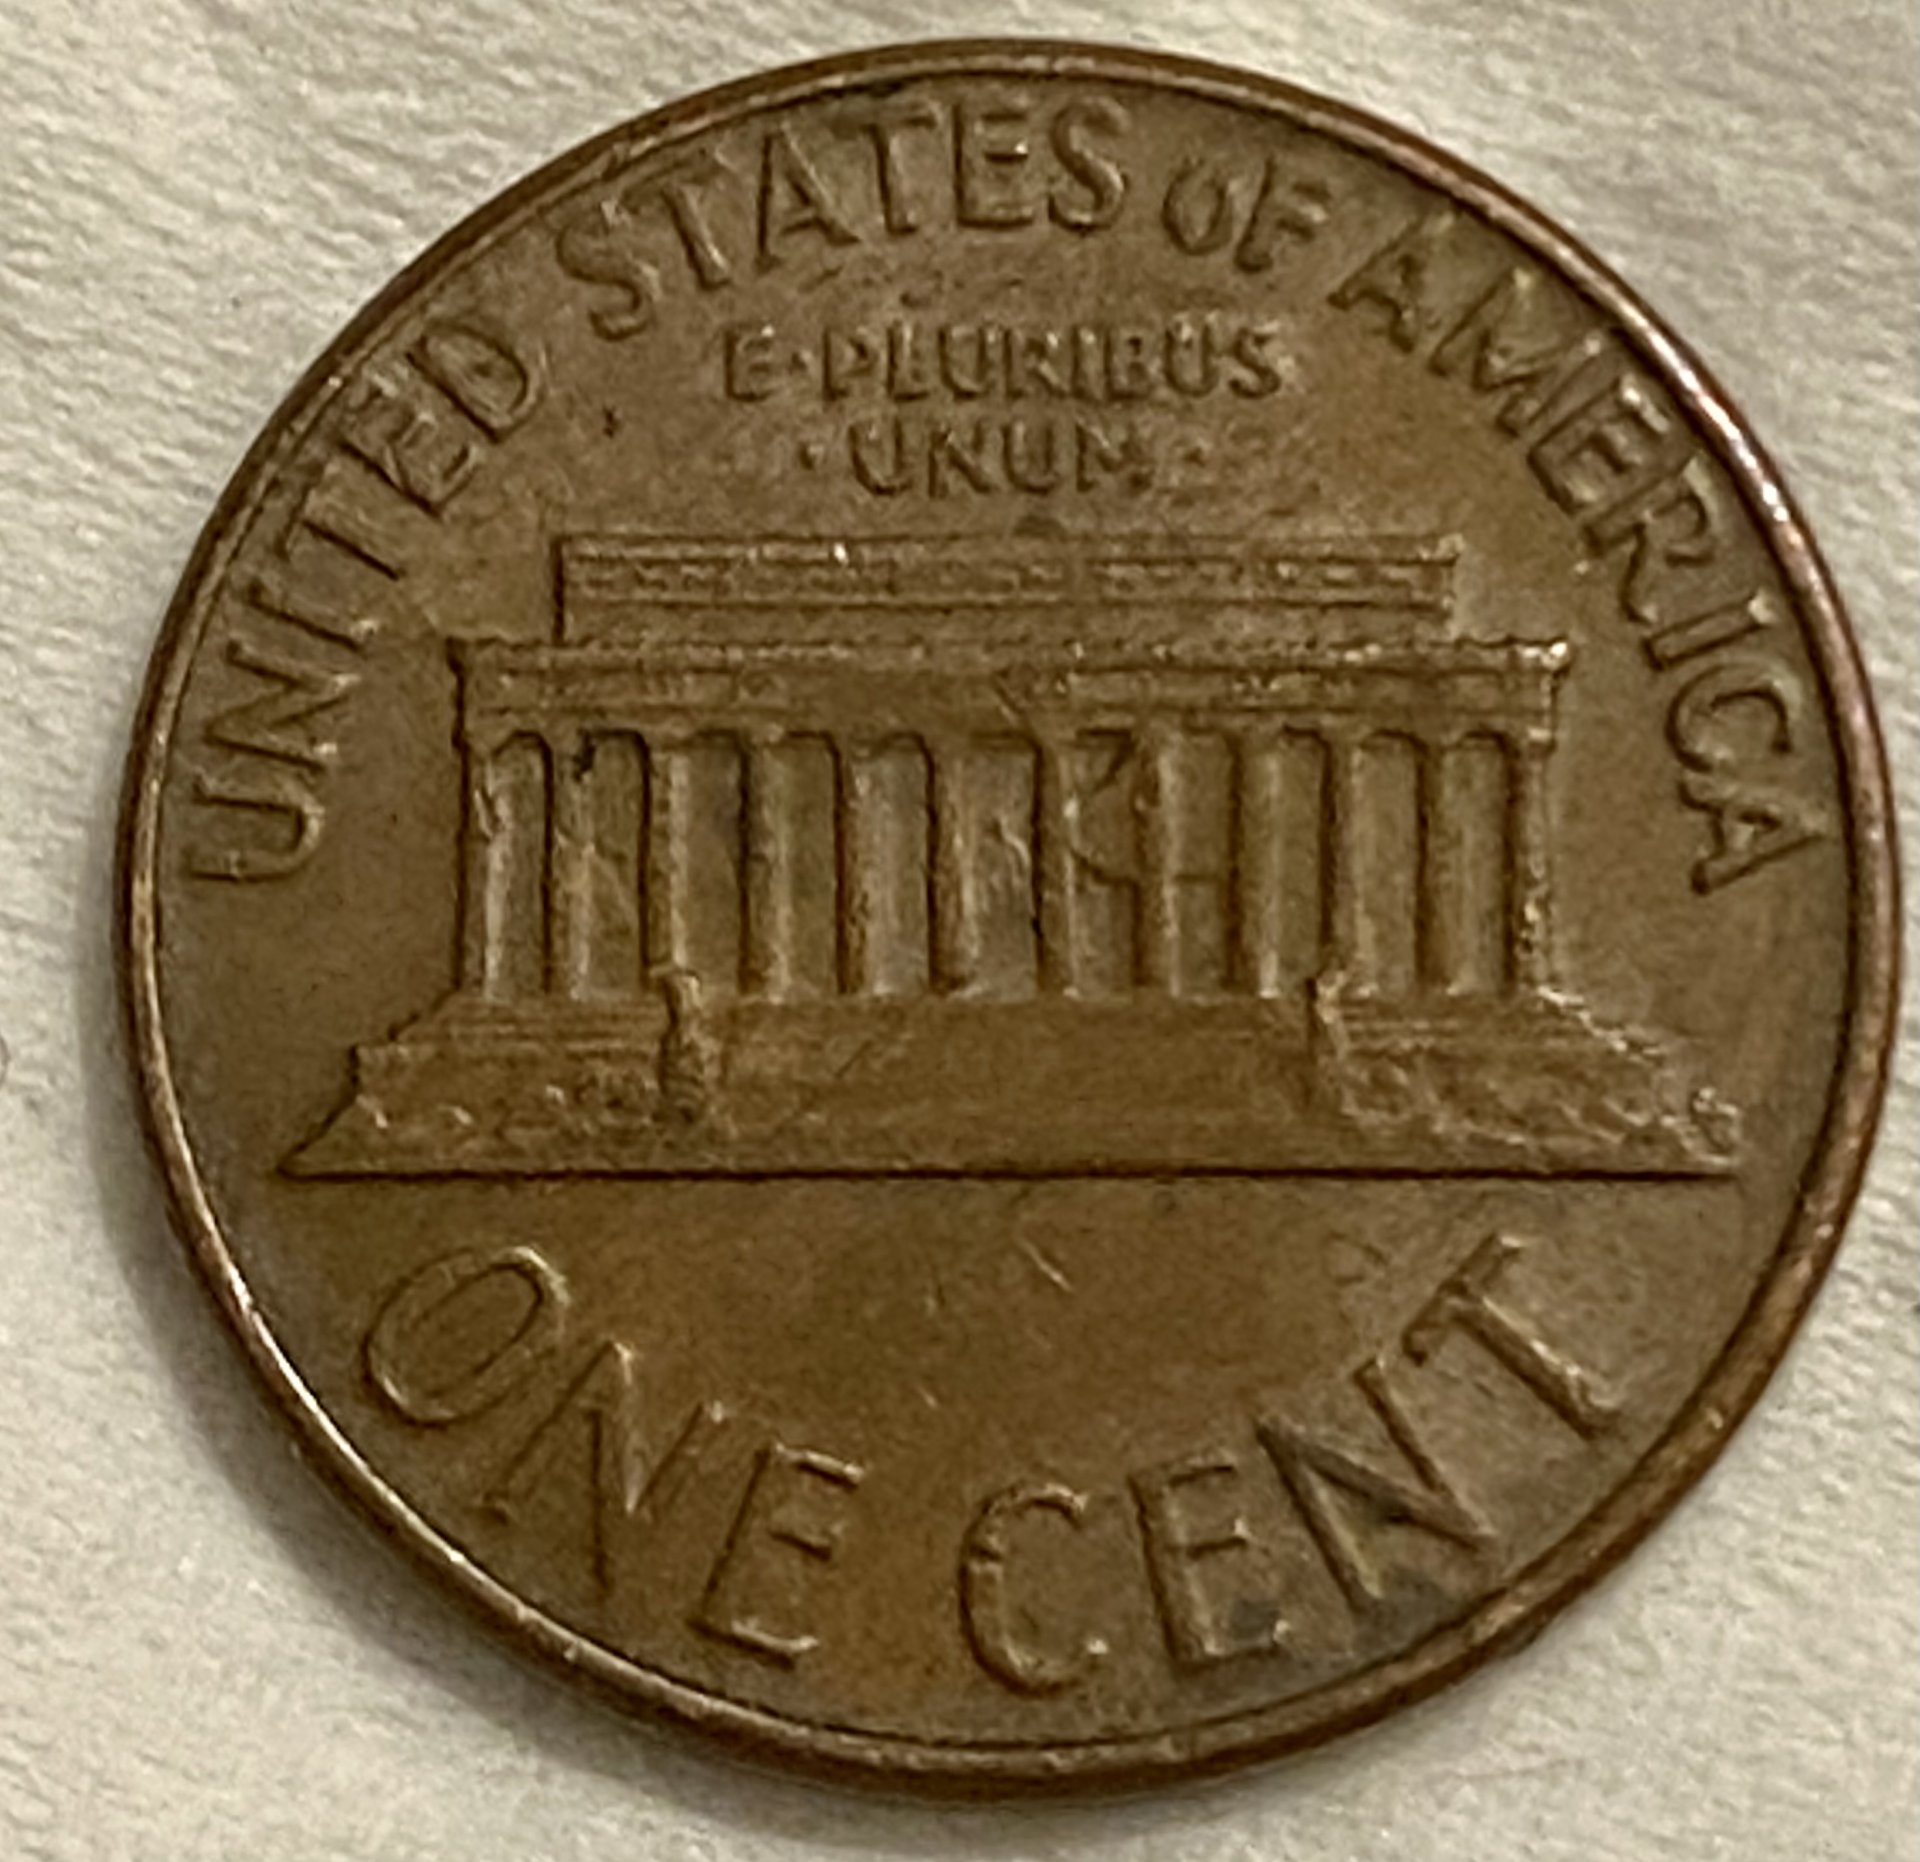 UNITED STATES OF AMERICA
E·PLURIBUS
·UNUM·
ONE CENT